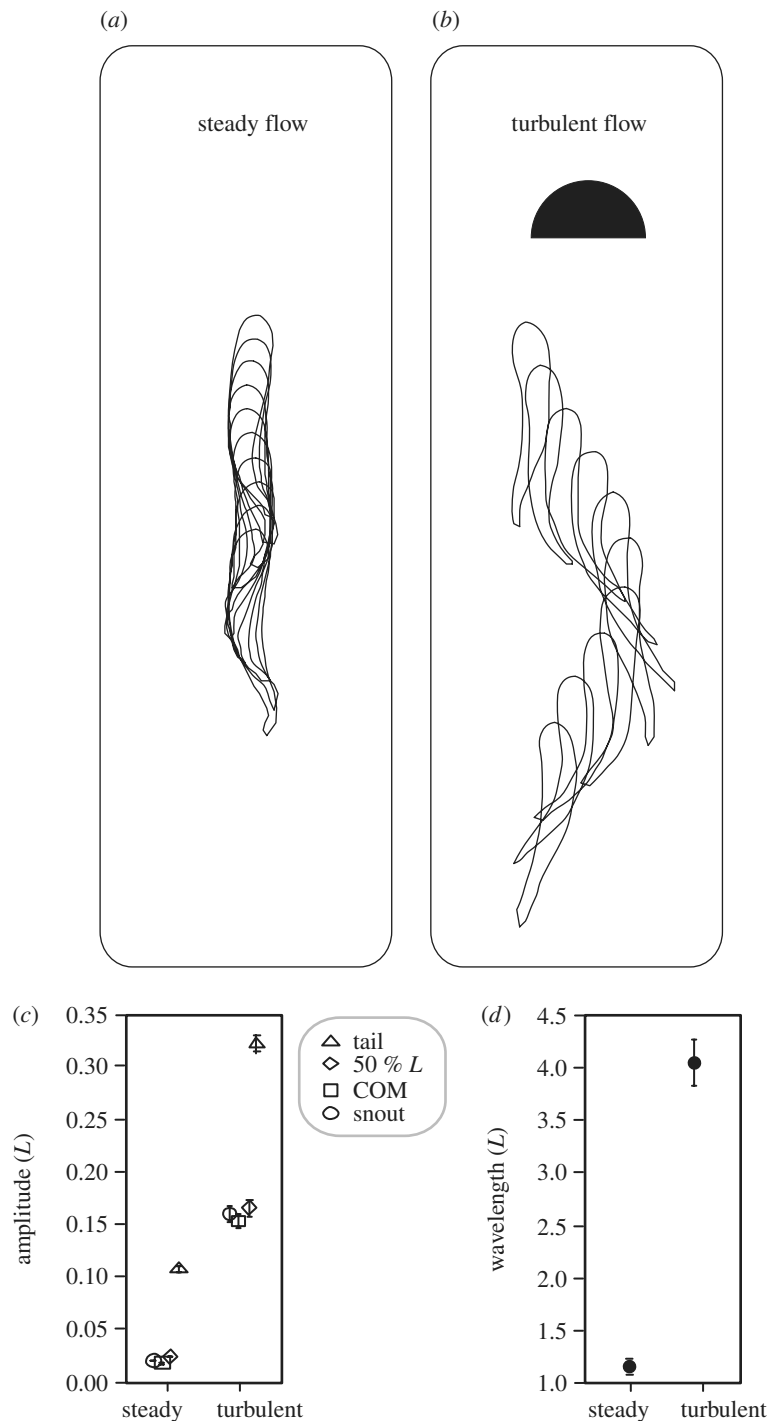 (a)
(b)
steady flow
turbulent flow
(c)
0.35
0.30
0.25
0.20
0.15
0.10
0.05
0.00
amplitude (L)
steady
turbulent
tail
50 % L
COM
snout
(d)
4.5
4.0
4.5
3.0
2.5
2.0
1.5
1.0
wavelength (L)
steady
turbulent